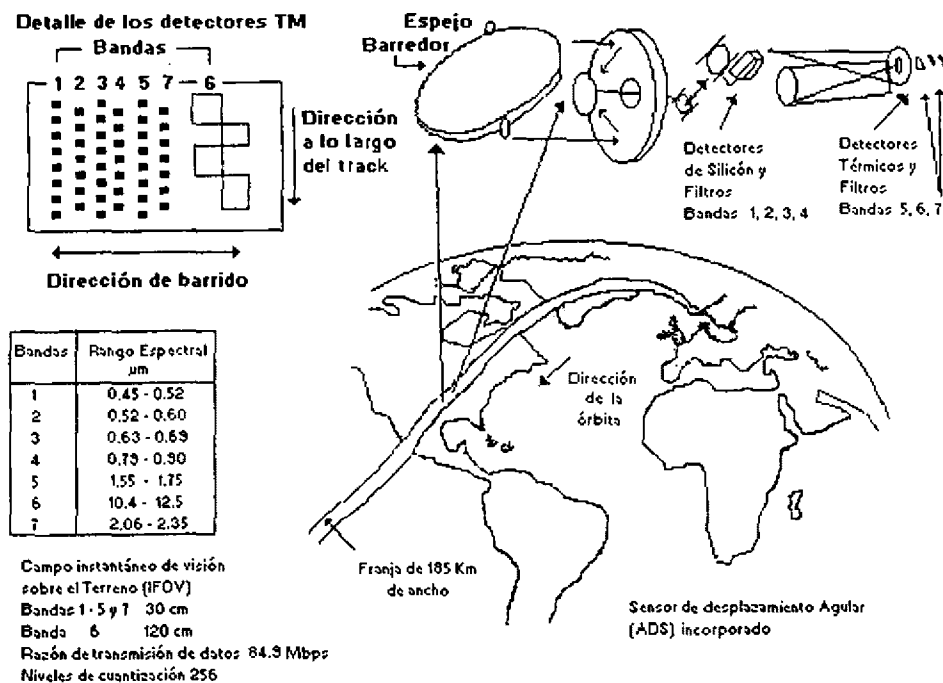 Detalle de los detectores TM
Bandas
1 2 3 4 5 7 6
Dirección
a lo largo
del track
Dirección de barrido
Espejo
Barredor
Detectores
de Silicón y
Filtros
Bandas 1, 2, 3, 4
Detectores
Térmicos y
Filtros
Bandas 5, 6, 7
Bandas Rango Espectral
µm
1 0,45 - 0.52
2 0.52 - 0.60
3 0.63 - 0.69
4 0.79 - 0.90
5 1.55 - 1.75
6 10.4 - 12.5
7 2.06 - 2.35
Dirección
de la
órbita
Franja de 185 Km
de ancho
Campo instantáneo de visión
sobre el Terreno (IFOV)
Bandas 1 - 5 y 7 30 cm
Banda 6 120 cm
Razón de transmisión de datos 84.9 Mbps
Niveles de cuantización 256
Sensor de desplazamiento Agular
(ADS) incorporado